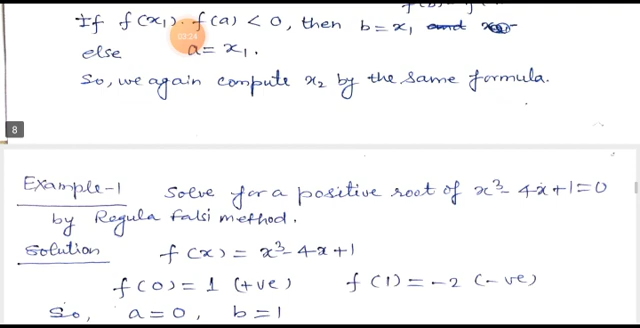 If f(x₁). f(a) < 0, then b = x₁
03:24
else a = x₁.
So, we again compute x₂ by the same formula.
8
Example-1 Solve for a positive root of x³ - 4x + 1 = 0
by Regula falsi method.
Solution f(x) = x³ - 4x + 1
f(0) = 1 (+ve) f(1) = -2 (-ve)
So, a = 0, b = 1